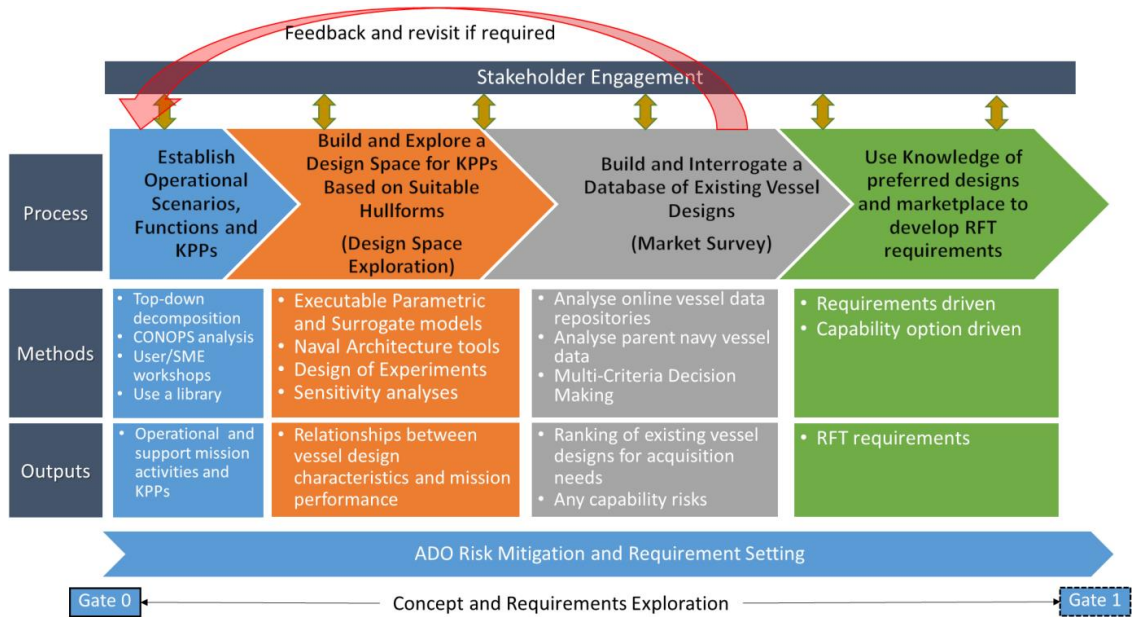 Feedback and revisit if required
Stakeholder Engagement
Process
Establish
Operational
Scenarios,
Functions and
KPPs
Build and Explore a
Design Space for KPPs
Based on Suitable
Hullforms
(Design Space
Exploration)
Build and Interrogate a
Database of Existing Vessel
Designs
(Market Survey)
Use Knowledge of
preferred designs
and marketplace to
develop RFT
requirements
Methods
• Top-down
decomposition
• CONOPS analysis
• User/SME
workshops
• Use a library
• Executable Parametric
and Surrogate models
• Naval Architecture tools
• Design of Experiments
• Sensitivity analyses
• Analyse online vessel data
repositories
• Analyse parent navy vessel
data
• Multi-Criteria Decision
Making
• Requirements driven
• Capability option driven
Outputs
• Operational and
support mission
activities and
KPPs
• Relationships between
vessel design
characteristics and mission
performance
• Ranking of existing vessel
designs for acquisition
needs
• Any capability risks
• RFT requirements
ADO Risk Mitigation and Requirement Setting
Gate 0
Concept and Requirements Exploration
Gate 1